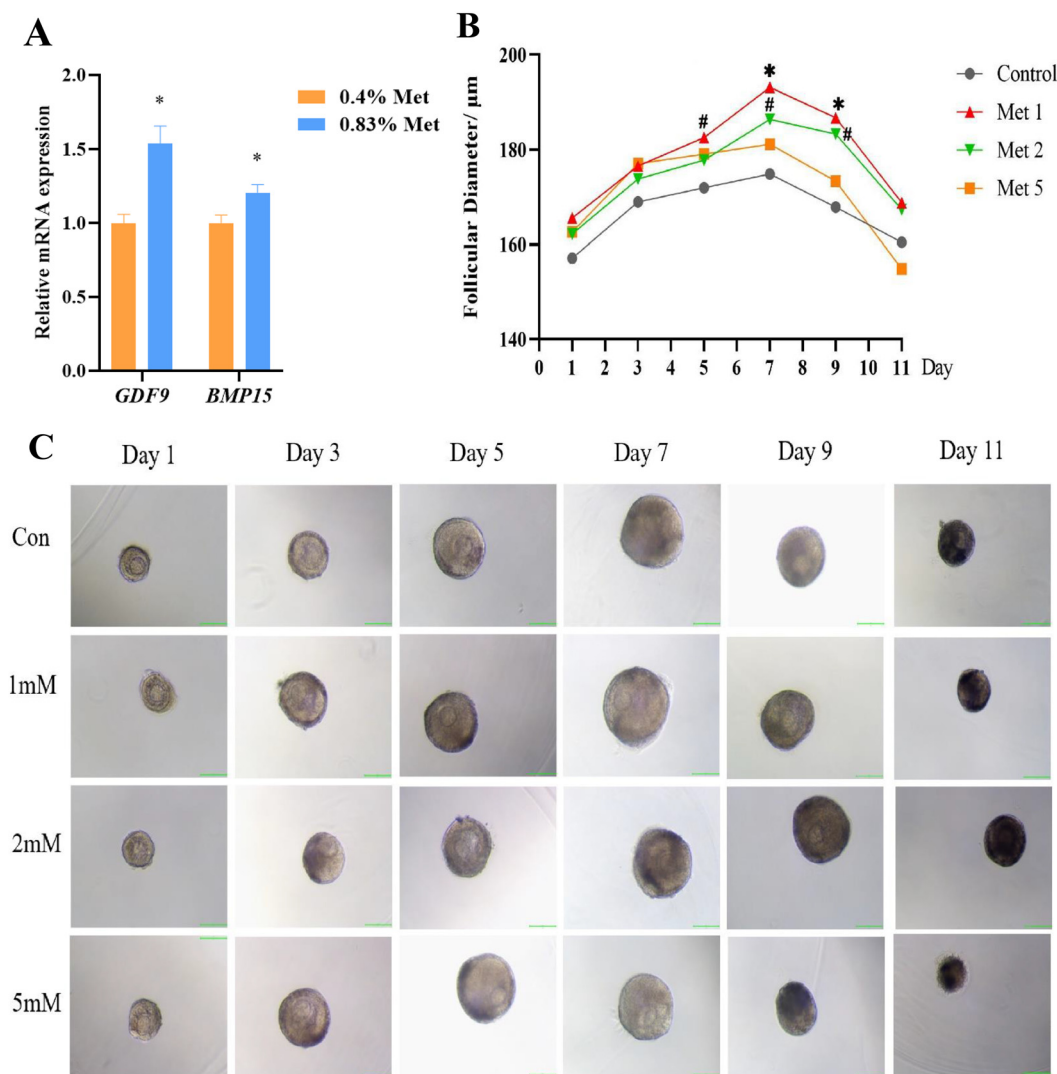 A
2.0
1.5
1.0
0.5
0.0
Relative mRNA expression
*
*
GDF9
BMP15
0.4% Met
0.83% Met
B
200
180
160
140
Follicular Diameter/ μm
#
*
#
*
#
0 1 2 3 4 5 6 7 8 9 10 11 Day
Control
Met 1
Met 2
Met 5
C
Day 1 Day 3 Day 5 Day 7 Day 9 Day 11
Con
1mM
2mM
5mM